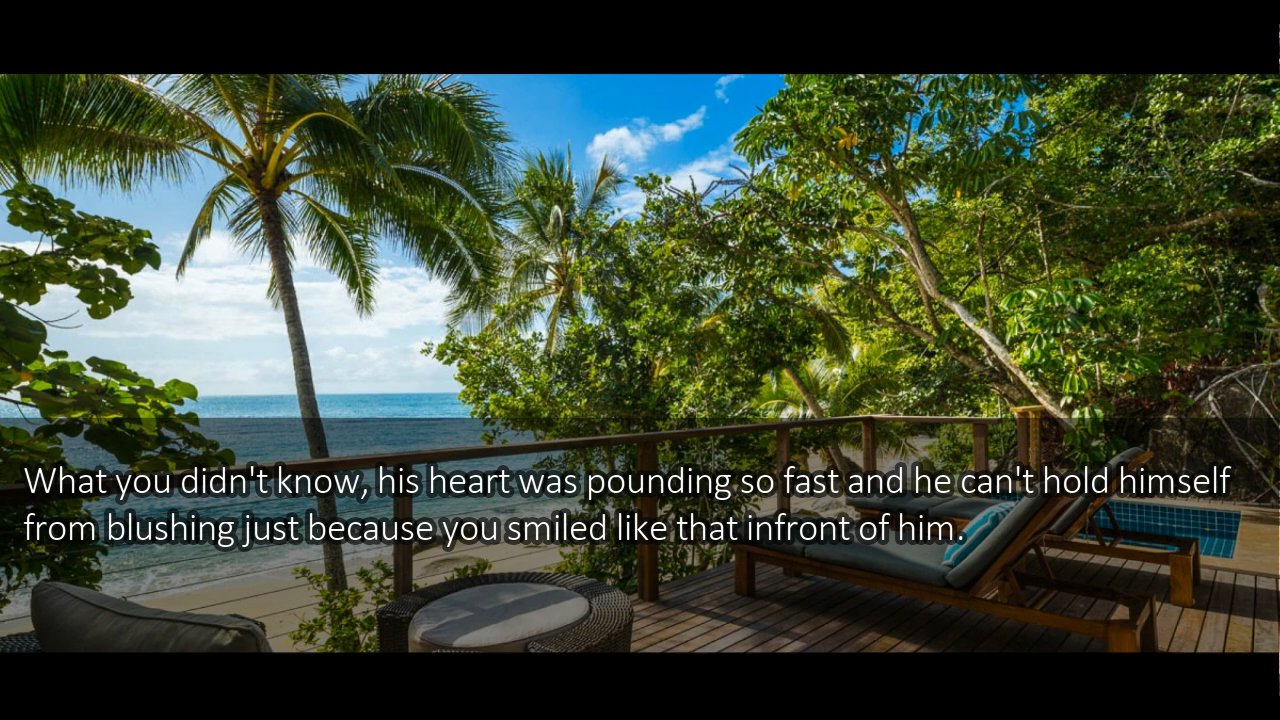 What you didn't know, his heart was pounding so fast and he can't hold himself
from blushing just because you smiled like that infront of him.